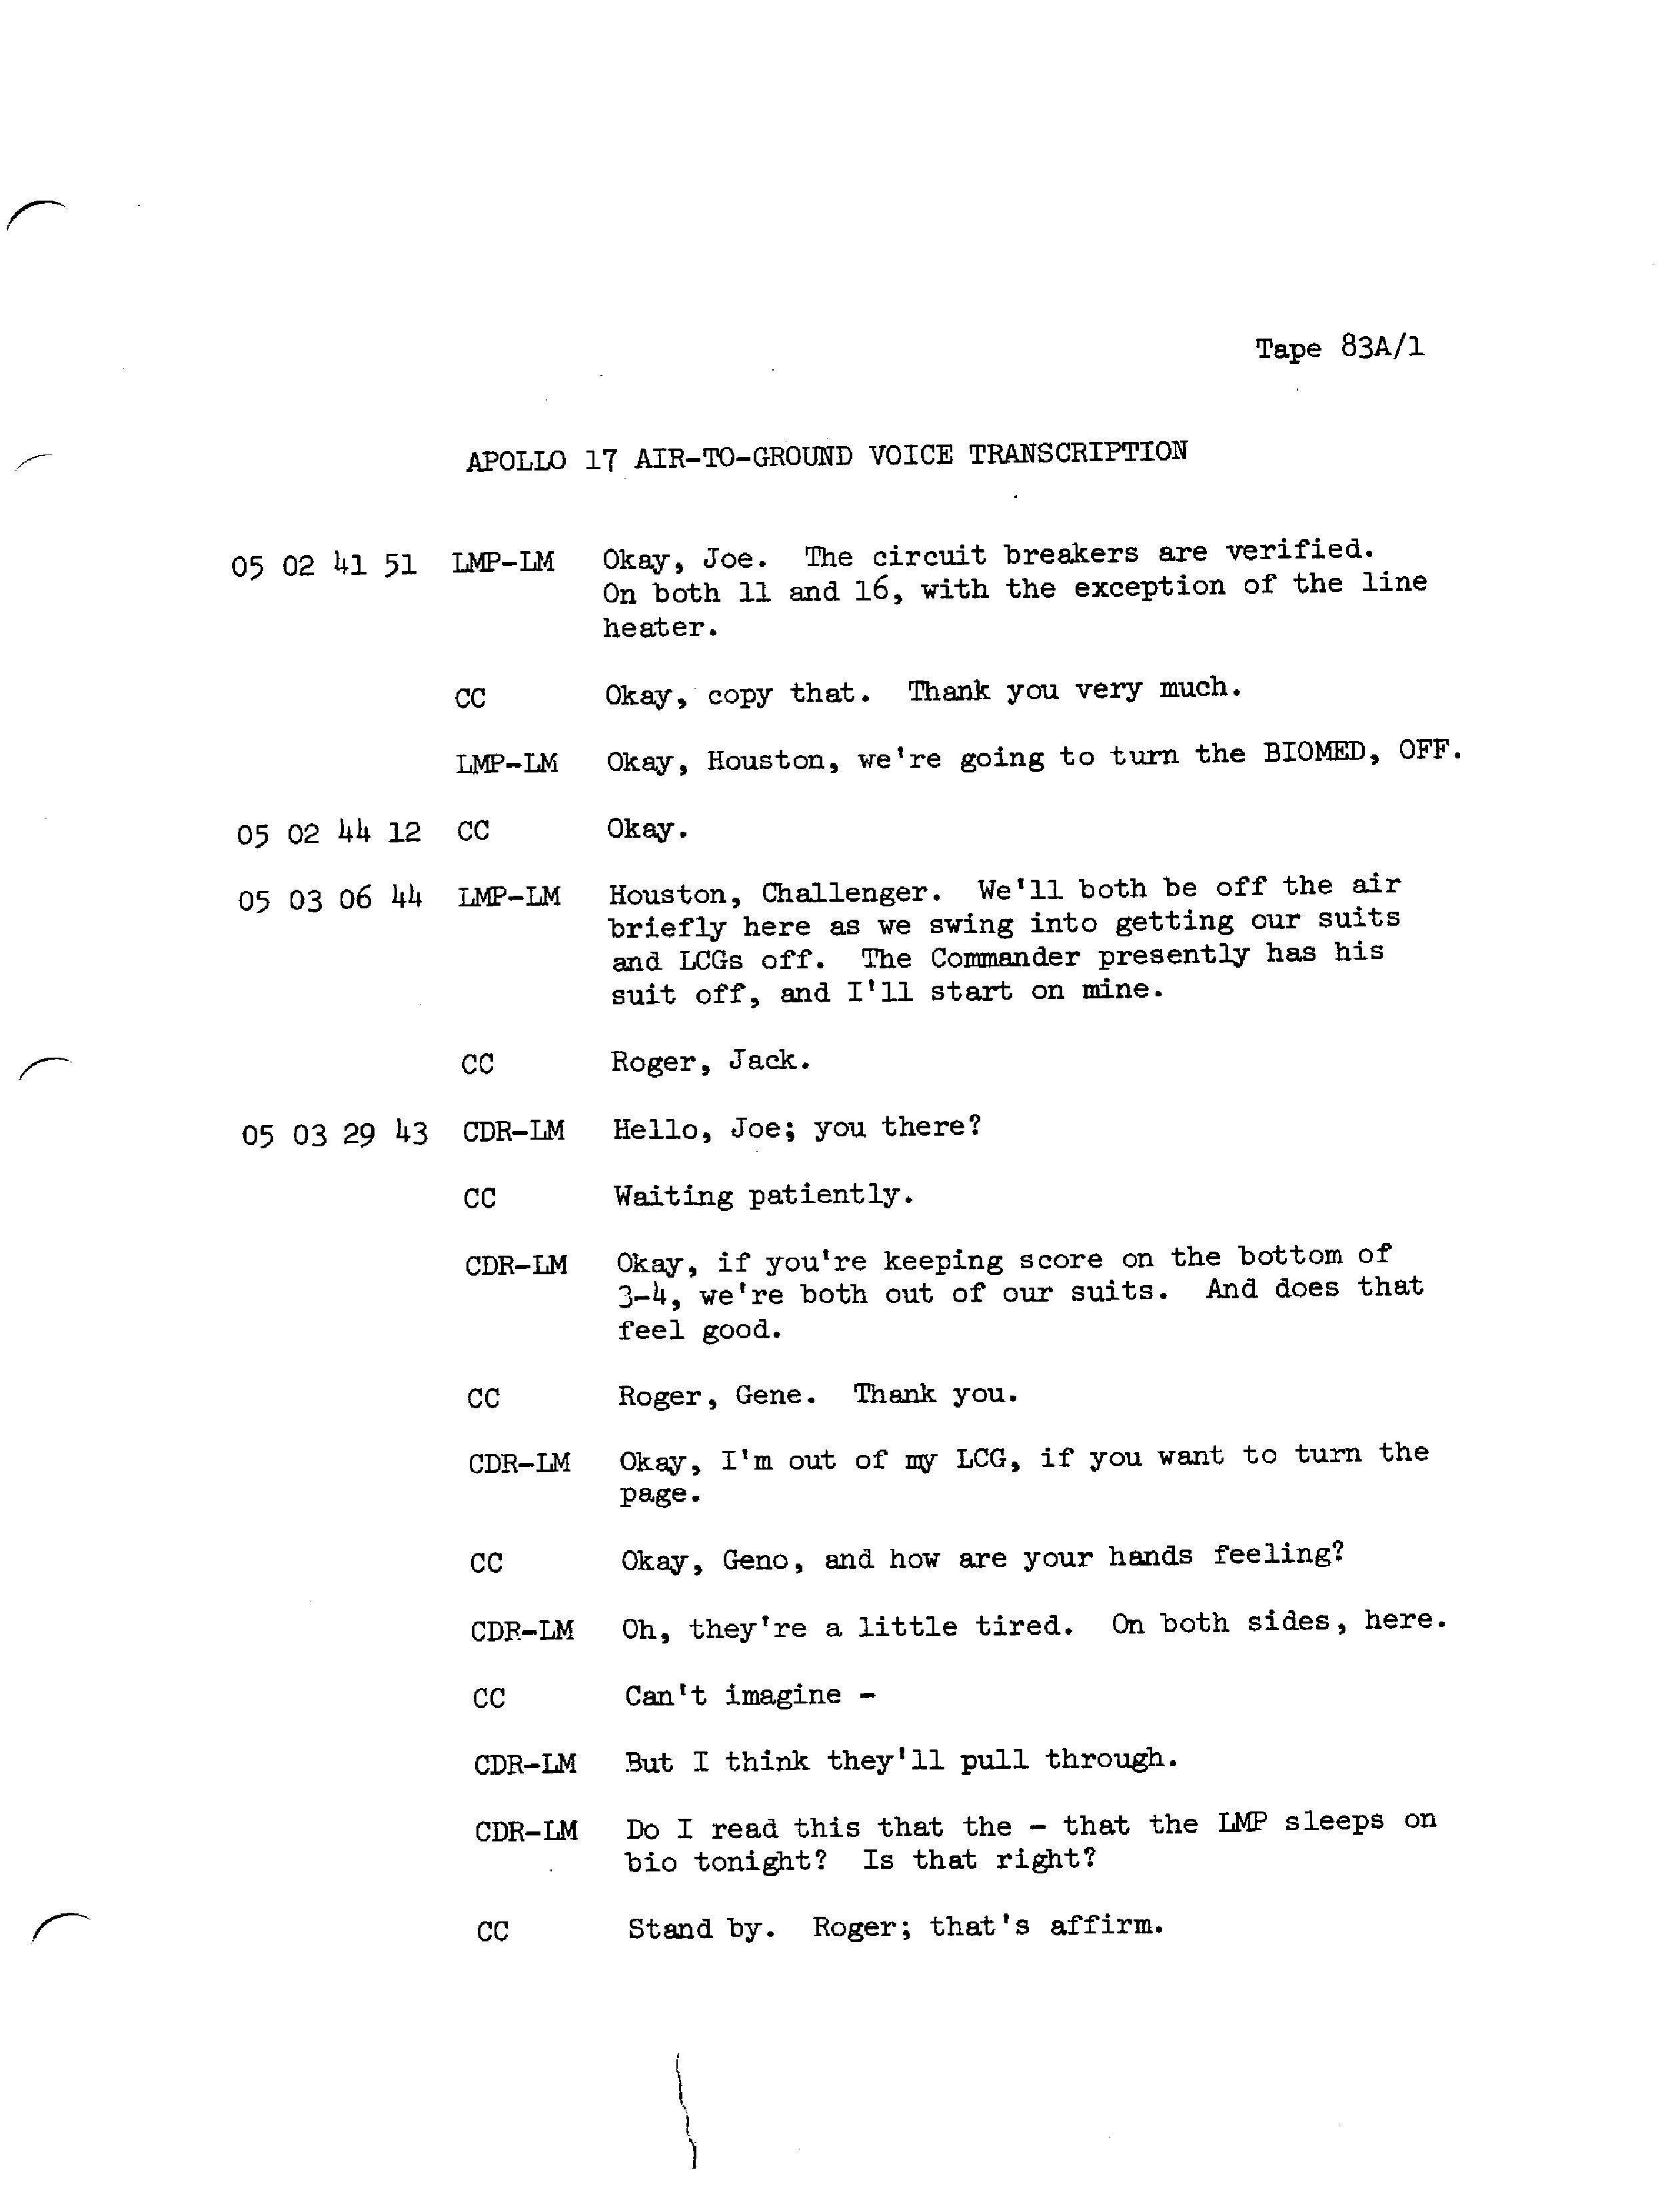 Tape 83A/1
APOLLO 17 AIR-TO-GROUND VOICE TRANSCRIPTION
05 02 41 51 LMP-LM Okay, Joe. The circuit breakers are verified.
On both 11 and 16, with the exception of the line
heater.
CC Okay, copy that. Thank you very much.
LMP-LM Okay, Houston, we're going to turn the BIOMED, OFF.
05 02 44 12 CC Okay.
05 03 06 44 LMP-LM Houston, Challenger. We'll both be off the air
briefly here as we swing into getting our suits
and LCGs off. The Commander presently has his
suit off, and I'll start on mine.
CC Roger, Jack.
05 03 29 43 CDR-LM Hello, Joe; you there?
CC Waiting patiently.
CDR-LM Okay, if you're keeping score on the bottom of
3-4, we're both out of our suits. And does that
feel good.
CC Roger, Gene. Thank you.
CDR-LM Okay, I'm out of my LCG, if you want to turn the
page.
CC Okay, Geno, and how are your hands feeling?
CDR-LM Oh, they're a little tired. On both sides, here.
CC Can't imagine -
CDR-LM But I think they'll pull through.
CDR-LM Do I read this that the - that the LMP sleeps on
bio tonight? Is that right?
CC Stand by. Roger; that's affirm.